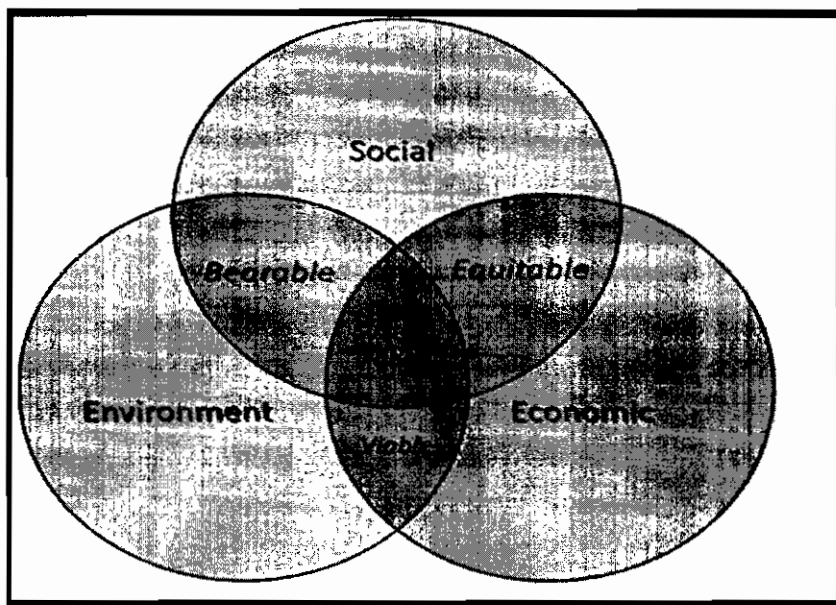 Social
Bearable
Equitable
Environment
Economic
Viable